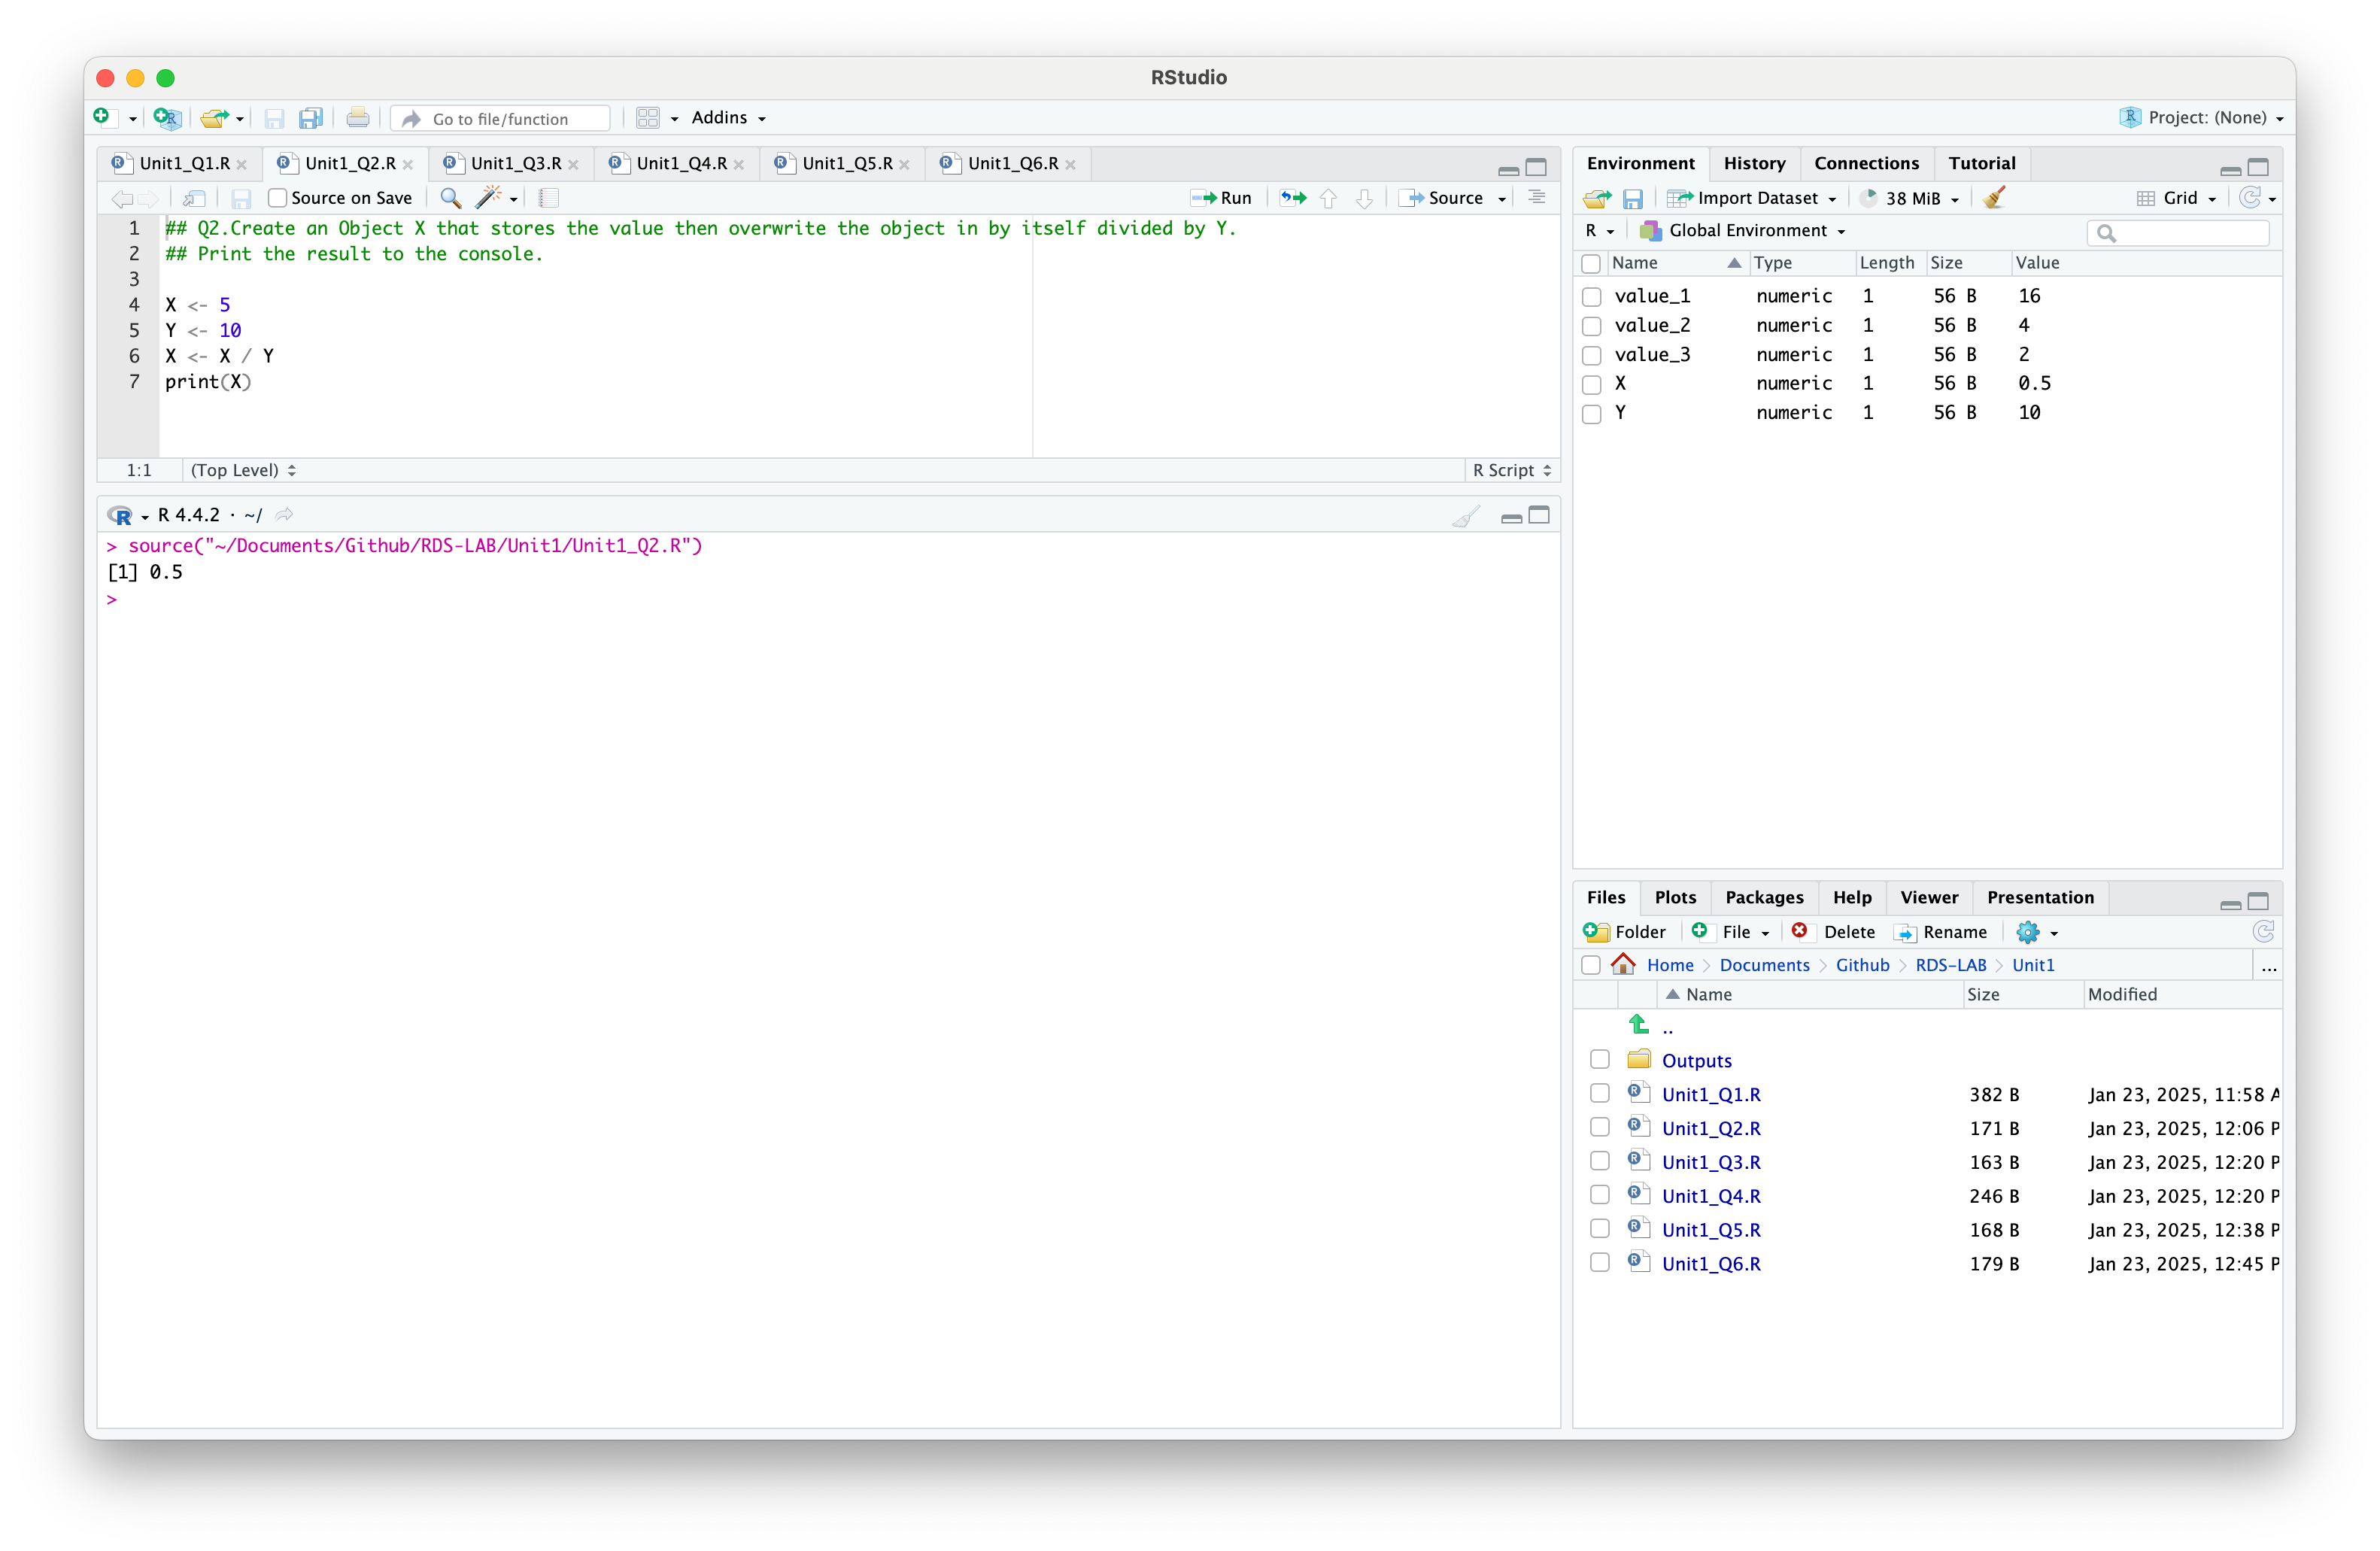 RStudio
Go to file/function
Addins
Project: (None)
Unit1_Q1.R
Unit1_Q2.R
Unit1_Q3.R
Unit1_Q4.R
Unit1_Q5.R
Unit1_Q6.R
Source on Save
Run
Source
1 ## Q2.Create an Object X that stores the value then overwrite the object in by itself divided by Y.
2 ## Print the result to the console.
3
4 X <- 5
5 Y <- 10
6 X <- X / Y
7 print(X)
1:1 (Top Level) R Script
R 4.4.2 · ~/
> source("~/Documents/Github/RDS-LAB/Unit1/Unit1_Q2.R")
[1] 0.5
>
Environment History Connections Tutorial
Import Dataset 38 MiB Grid
R Global Environment
Name Type Length Size Value
value_1 numeric 1 56 B 16
value_2 numeric 1 56 B 4
value_3 numeric 1 56 B 2
X numeric 1 56 B 0.5
Y numeric 1 56 B 10
Files Plots Packages Help Viewer Presentation
Folder File Delete Rename
Home Documents Github RDS-LAB Unit1 ...
Name Size Modified
..
Outputs
Unit1_Q1.R 382 B Jan 23, 2025, 11:58 A
Unit1_Q2.R 171 B Jan 23, 2025, 12:06 P
Unit1_Q3.R 163 B Jan 23, 2025, 12:20 P
Unit1_Q4.R 246 B Jan 23, 2025, 12:20 P
Unit1_Q5.R 168 B Jan 23, 2025, 12:38 P
Unit1_Q6.R 179 B Jan 23, 2025, 12:45 P